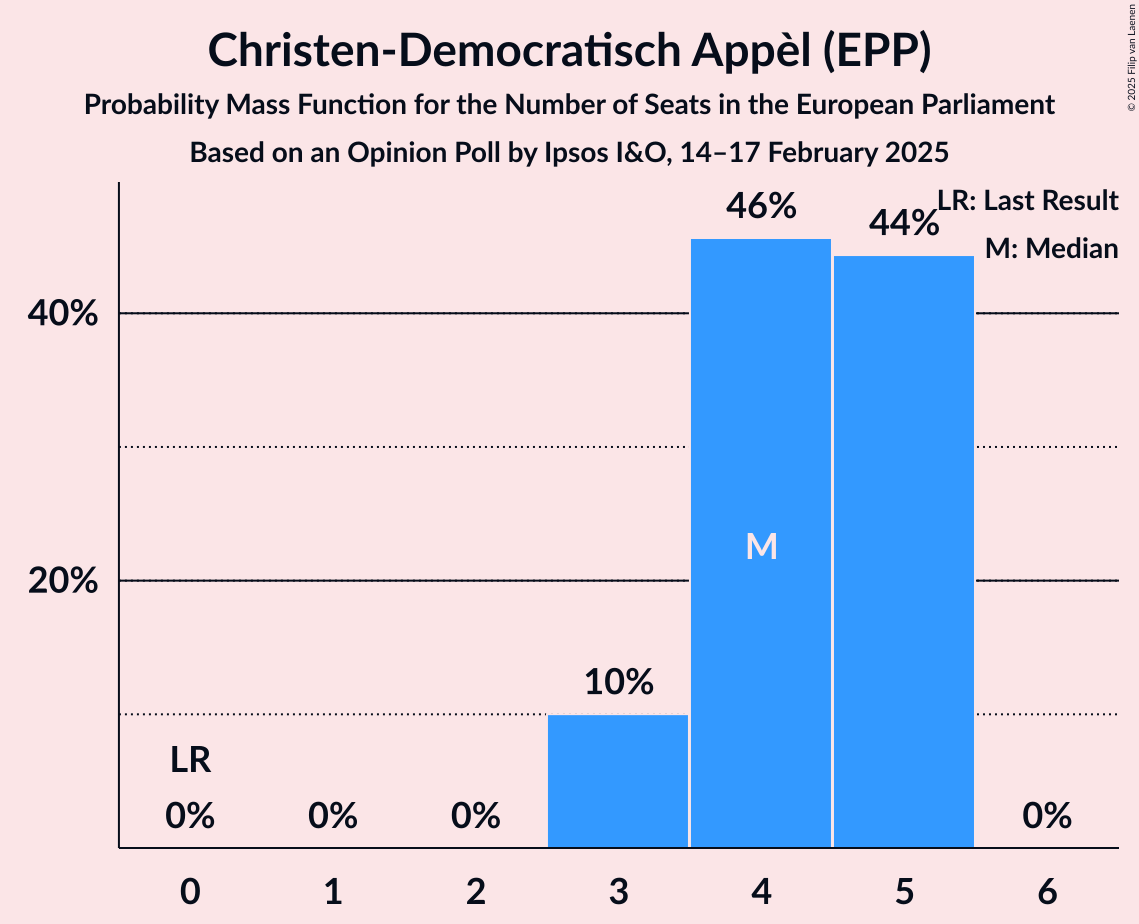 Christen-Democratisch Appèl (EPP)
Probability Mass Function for the Number of Seats in the European Parliament
Based on an Opinion Poll by Ipsos I&O, 14–17 February 2025
© 2025 Filip van Laenen
LR: Last Result
M: Median
46%
44%
40%
M
20%
10%
LR
0%
0%
0%
0%
0
1
2
3
4
5
6